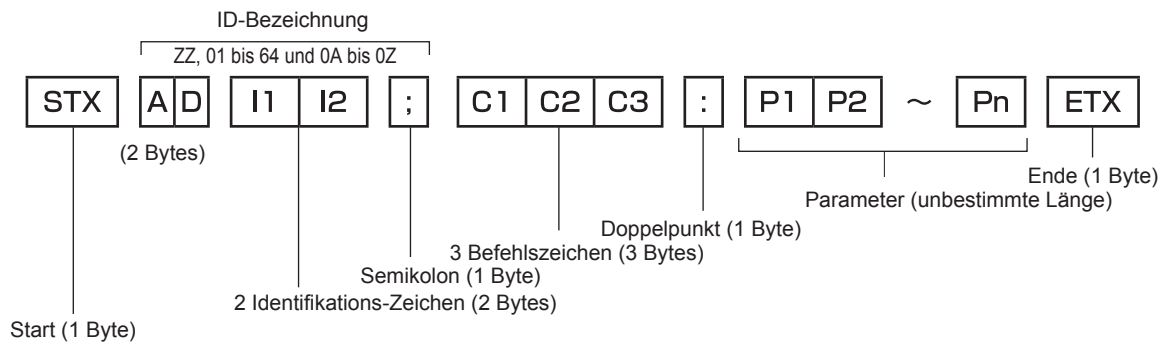 ID-Bezeichnung
ZZ, 01 bis 64 und 0A bis 0Z
STX A D I1 I2 ; C1 C2 C3 : P1 P2 ~ Pn ETX
(2 Bytes)
Ende (1 Byte)
Parameter (unbestimmte Länge)
Doppelpunkt (1 Byte)
3 Befehlszeichen (3 Bytes)
Semikolon (1 Byte)
2 Identifikations-Zeichen (2 Bytes)
Start (1 Byte)